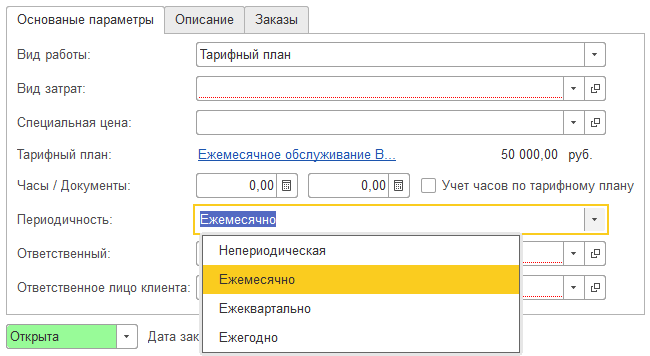 Основаные параметры Описание Заказы
Вид работы: Тарифный план
Вид затрат:
Специальная цена:
Тарифный план: Ежемесячное обслуживание В... 50 000,00 руб.
Часы / Документы: 0,00 0,00 Учет часов по тарифному плану
Периодичность: Ежемесячно
Ответственный: Непериодическая
Ежемесячно
Ответственное лицо клиента:
Ежеквартально
Открыта Дата зак
Ежегодно